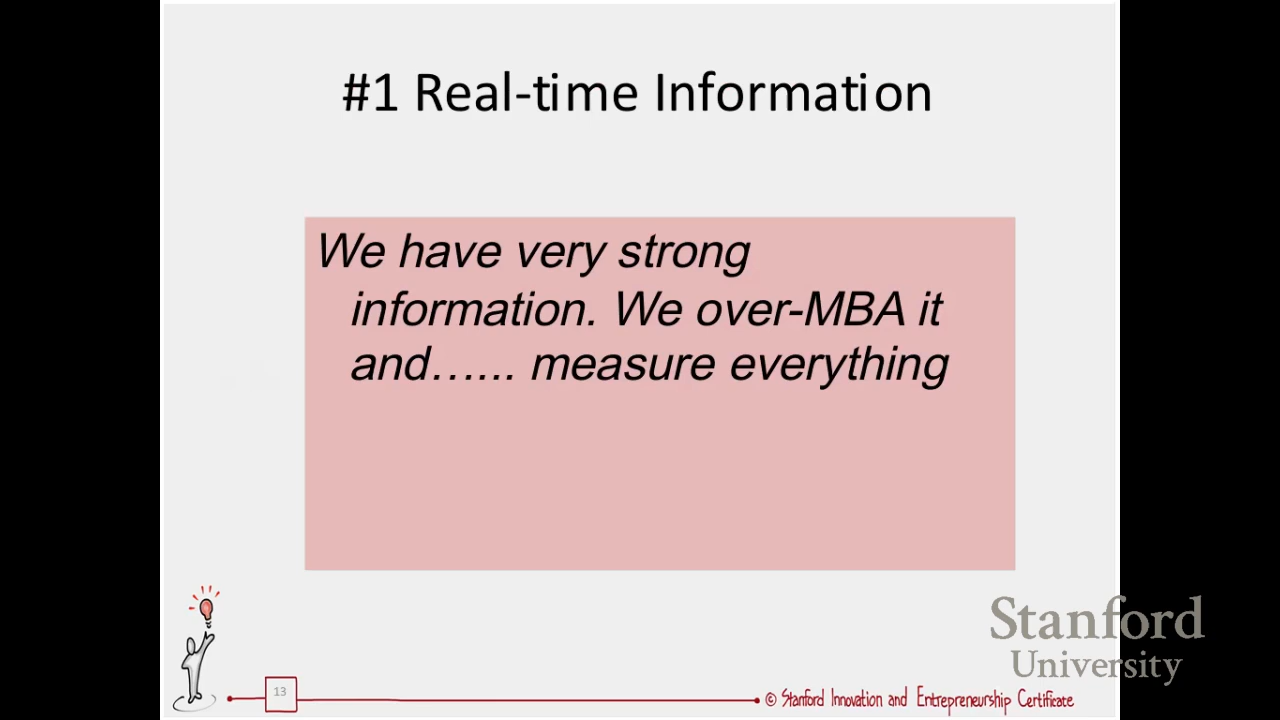 #1 Real-time Information
We have very strong
information. We over-MBA it
and…... measure everything
Stanford
University
13
© Stanford Innovation and Entrepreneurship Certificate